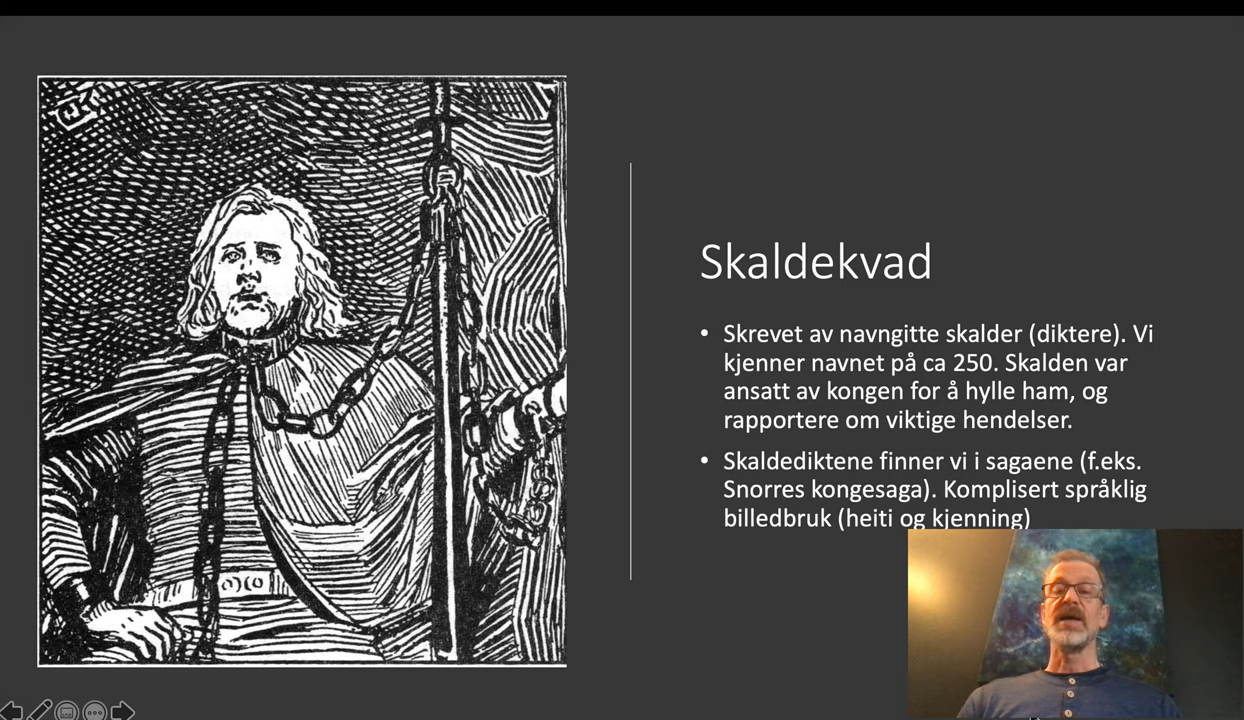 Skaldekvad
• Skrevet av navngitte skalder (diktere). Vi
kjenner navnet på ca 250. Skalden var
ansatt av kongen for å hylle ham, og
rapportere om viktige hendelser.
• Skaldediktene finner vi i sagaene (f.eks.
Snorres kongesaga). Komplisert språklig
billedbruk (heiti og kjenning)